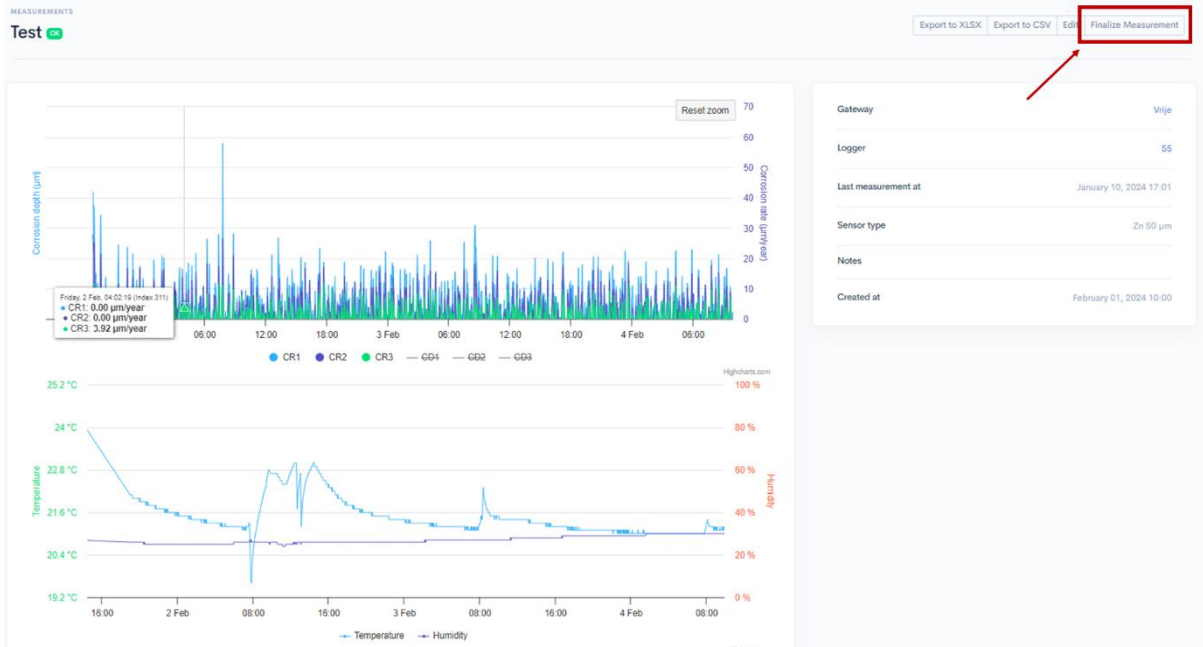 MEASUREMENTS
Test OK
Export to XLSX Export to CSV Edit Finalize Measurement
Reset zoom
Corrosion depth (μm)
Corrosion rate (μm/year)
70
60
50
40
30
20
10
0
Friday, 2 Feb, 04:02:19 (Index 311)
CR1: 0.00 μm/year
CR2: 0.00 μm/year
CR3: 3.92 μm/year
06:00 12:00 18:00 3 Feb 06:00 12:00 18:00 4 Feb 06:00
CR1 CR2 CR3 CD1 CD2 CD3
Highcharts.com
25.2 °C 100 %
24 °C 80 %
22.8 °C 60 %
21.6 °C 40 %
20.4 °C 20 %
19.2 °C 0 %
Temperature
Humidity
16:00 2 Feb 08:00 16:00 3 Feb 08:00 16:00 4 Feb 08:00
Temperature Humidity
Gateway Vrije
Logger 55
Last measurement at January 10, 2024 17:01
Sensor type Zn 50 μm
Notes
Created at February 01, 2024 10:00